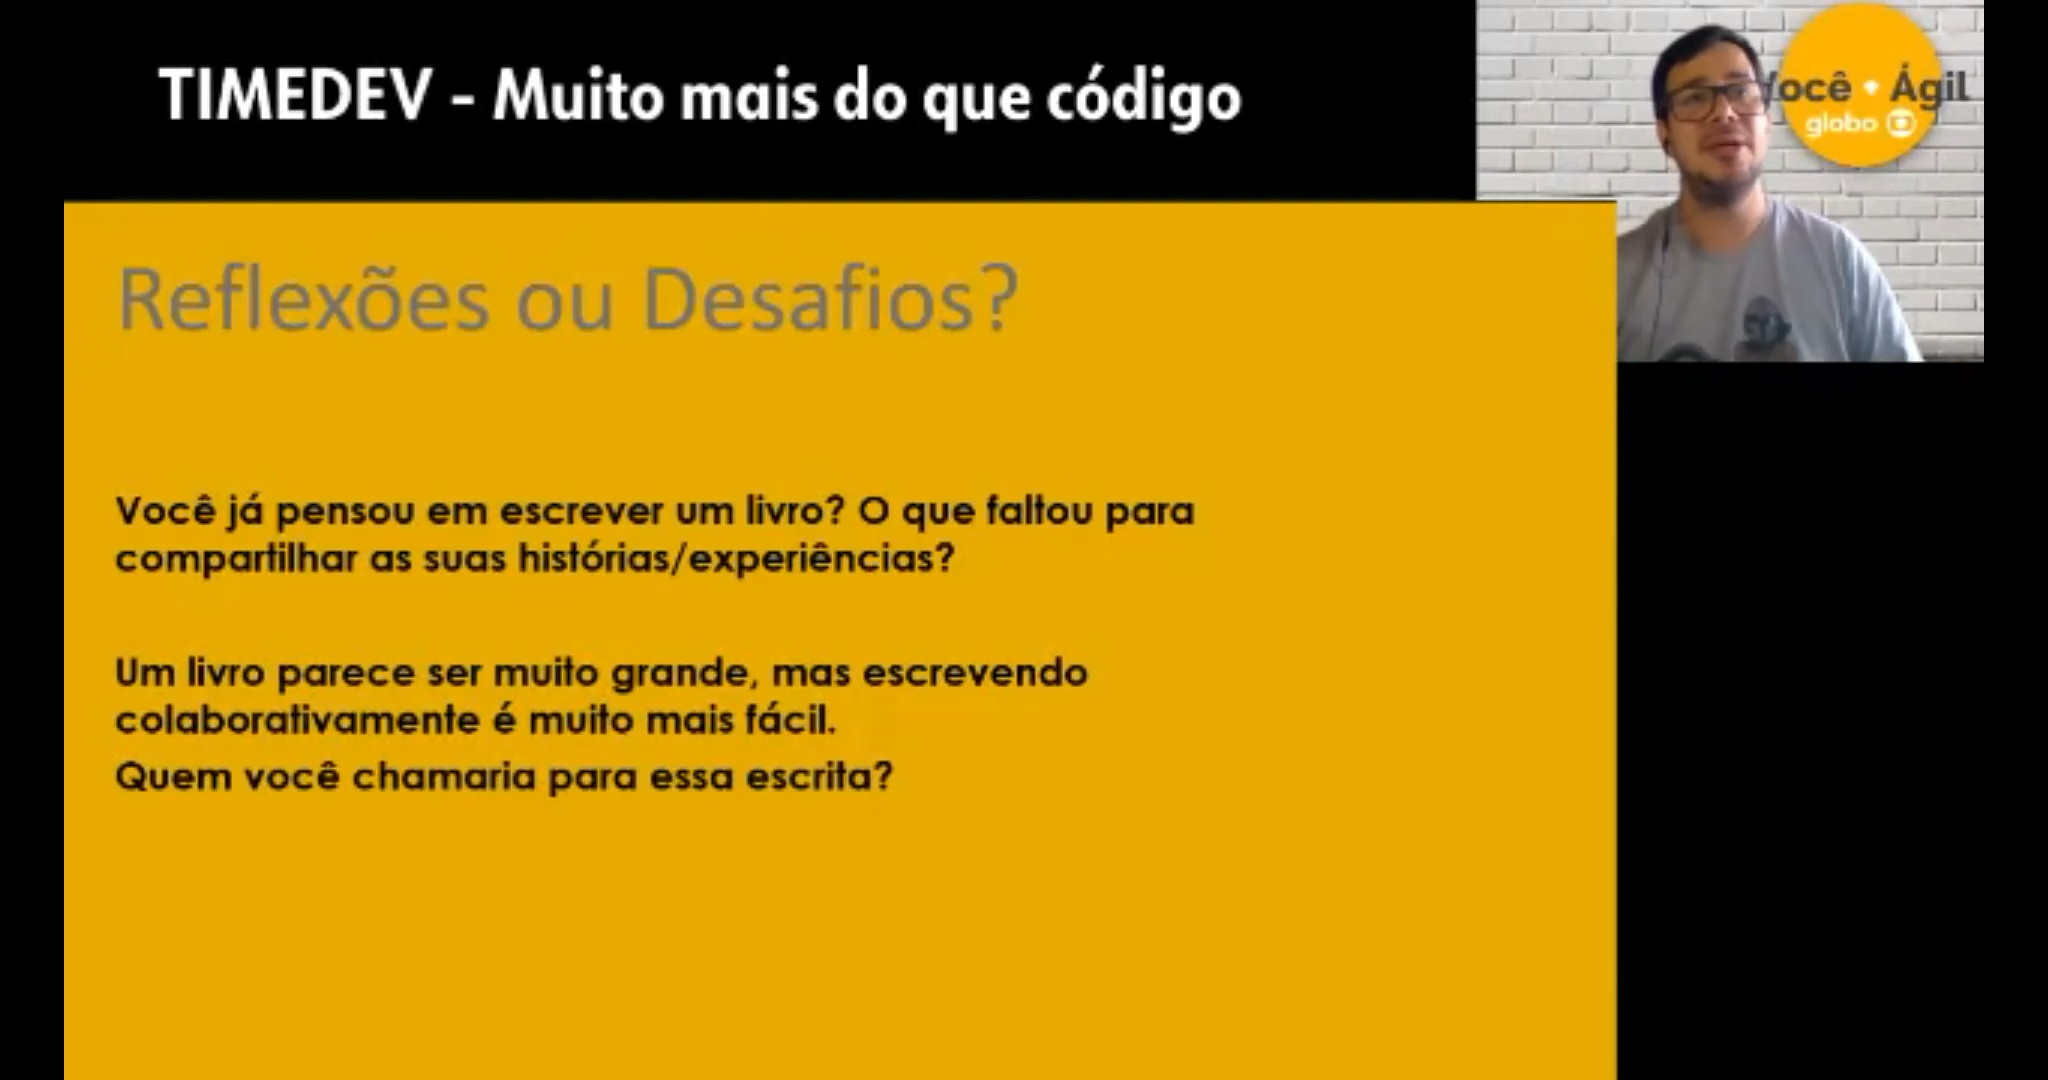 TIMEDEV - Muito mais do que código
ocê + Ágil
globo
Reflexões ou Desafios?
Você já pensou em escrever um livro? O que faltou para
compartilhar as suas histórias/experiências?
Um livro parece ser muito grande, mas escrevendo
colaborativamente é muito mais fácil.
Quem você chamaria para essa escrita?